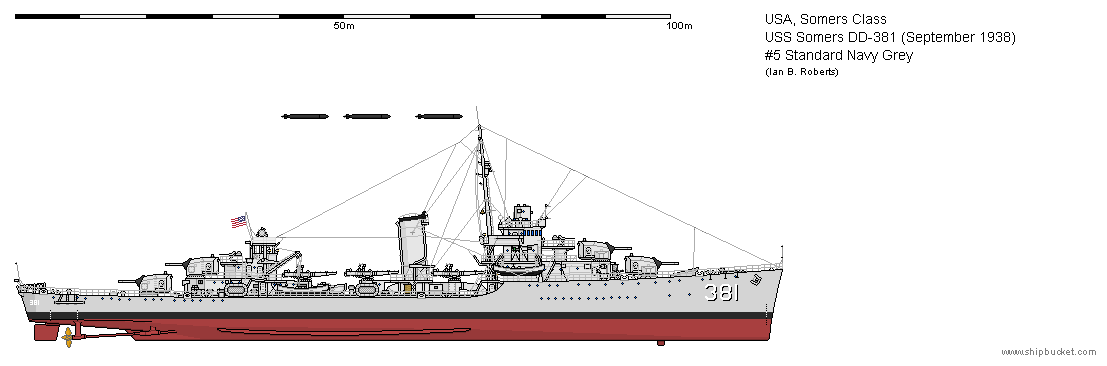 50m
100m
USA, Somers Class
USS Somers DD-381 (September 1938)
#5 Standard Navy Grey
(Ian B. Roberts)
381
381
www.shipbucket.com